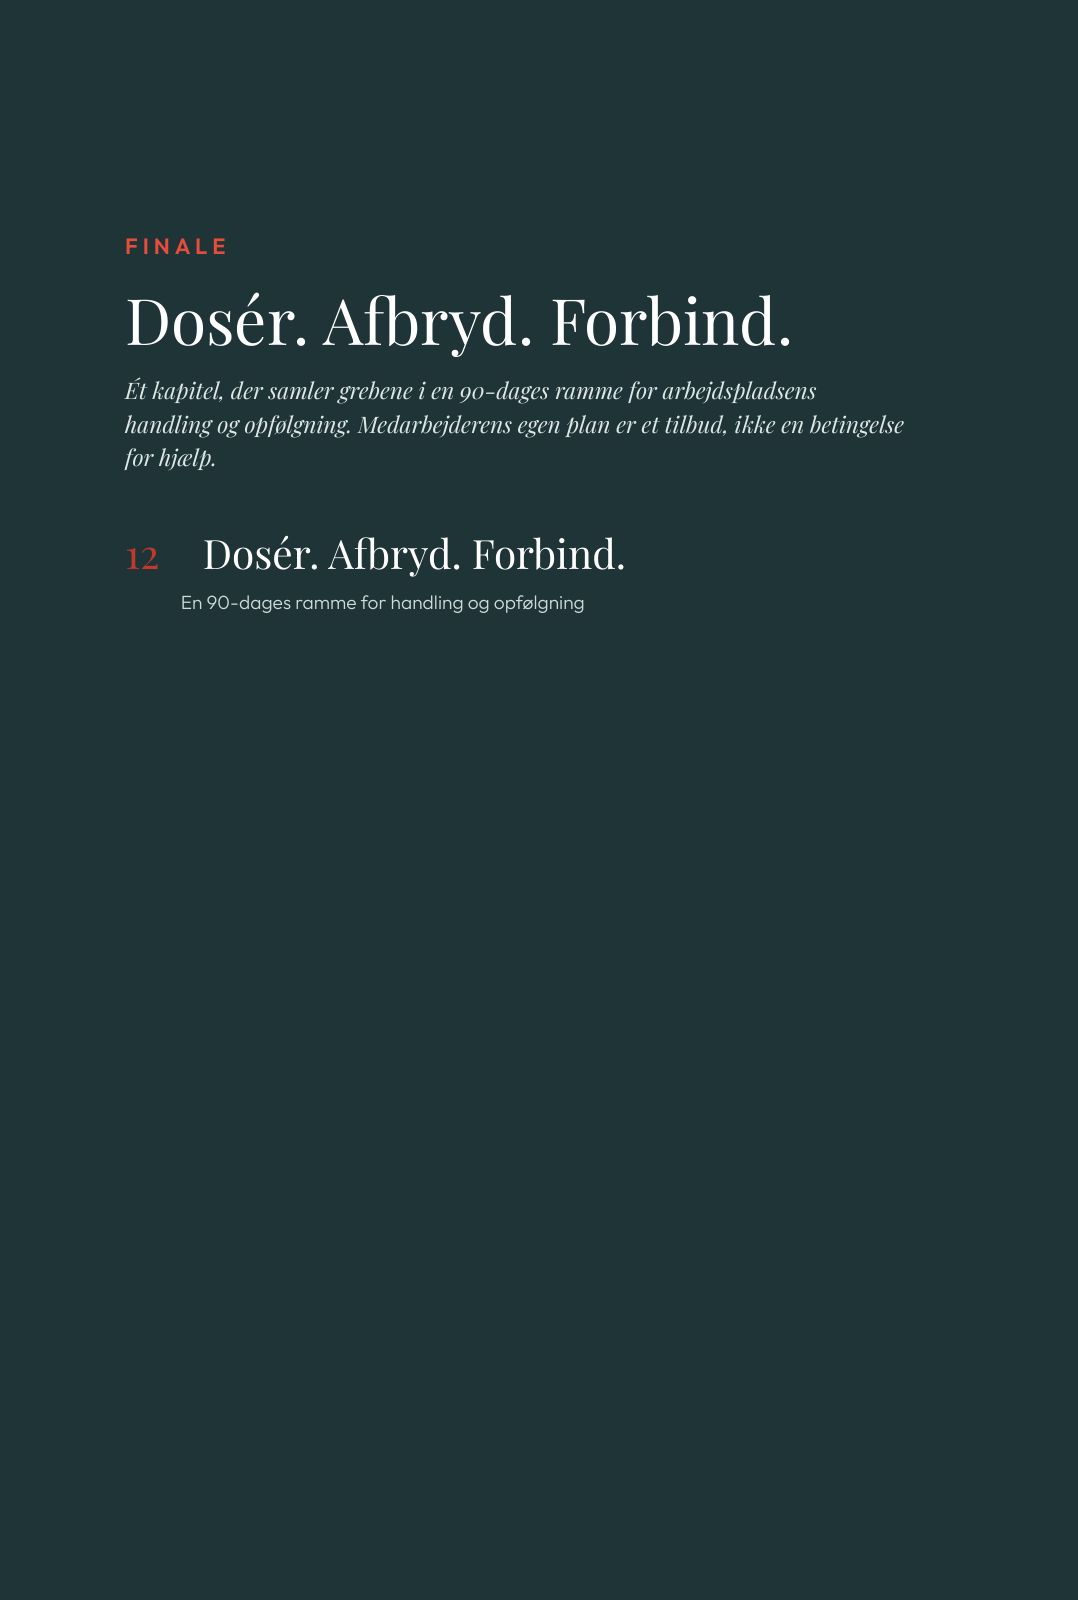 FINALE
Dosér. Afbryd. Forbind.
Ét kapitel, der samler grebene i en 90-dages ramme for arbejdspladsens
handling og opfølgning. Medarbejderens egen plan er et tilbud, ikke en betingelse
for hjælp.
12 Dosér. Afbryd. Forbind.
En 90-dages ramme for handling og opfølgning